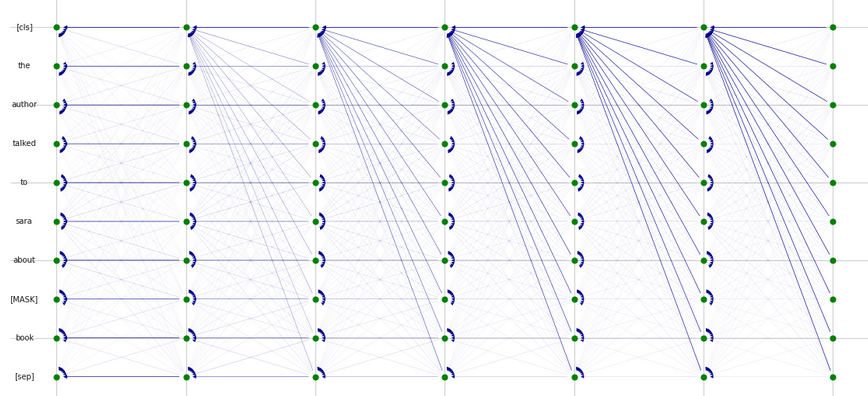 [cls]
the
author
talked
to
sara
about
[MASK]
book
[sep]